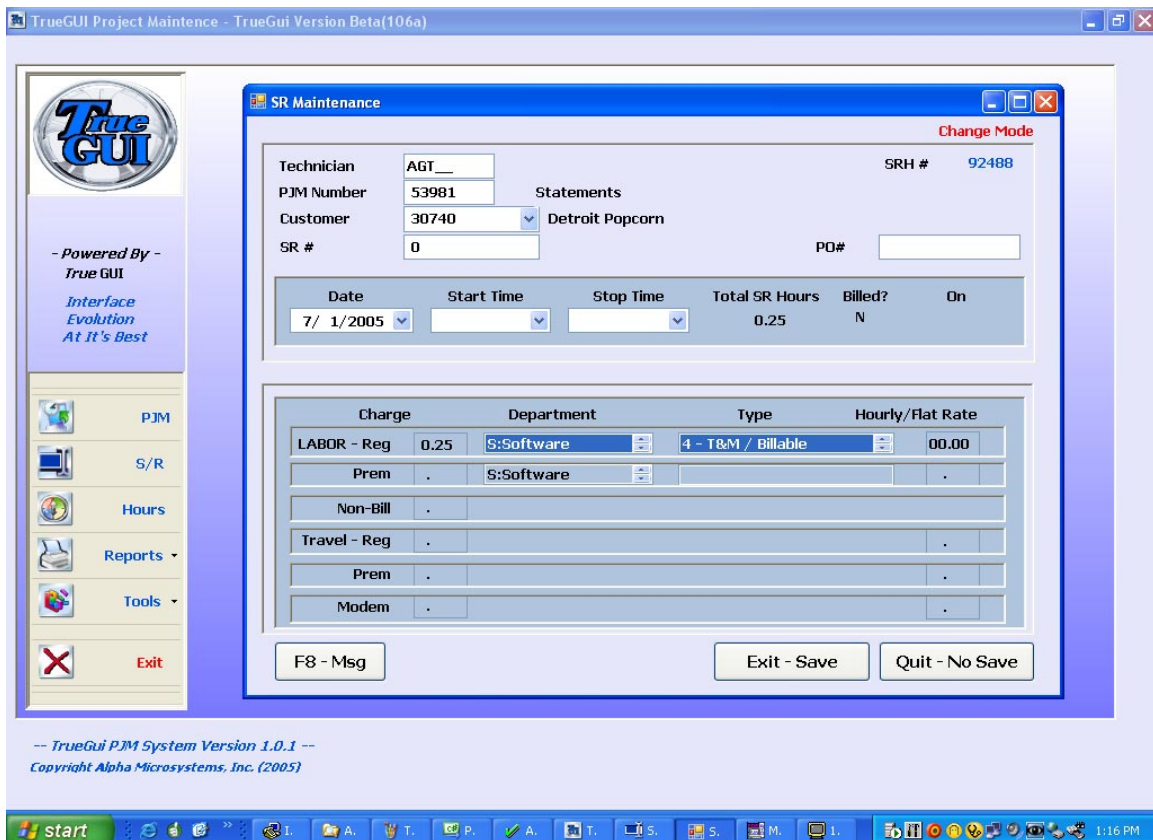 TrueGUI Project Maintence - TrueGui Version Beta(106a)
True
GUI
- Powered By -
True GUI
Interface
Evolution
At It's Best
PJM
S/R
Hours
Reports
Tools
Exit
SR Maintenance
Change Mode
Technician AGT__ SRH # 92488
PJM Number 53981 Statements
Customer 30740 Detroit Popcorn
SR # 0 PO#
Date Start Time Stop Time Total SR Hours Billed? On
7/ 1/2005 0.25 N
Charge Department Type Hourly/Flat Rate
LABOR - Reg 0.25 S:Software 4 - T&M / Billable 00.00
Prem . S:Software .
Non-Bill .
Travel - Reg . .
Prem . .
Modem . .
F8 - Msg Exit - Save Quit - No Save
-- TrueGui PJM System Version 1.0.1 --
Copyright Alpha Microsystems, Inc. (2005)
start I. A. T. P. A. T. S. S. M. 1. 1:16 PM